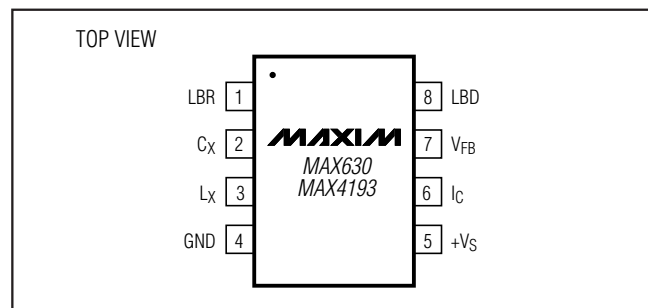 TOP VIEW
LBR 1
CX 2
LX 3
GND 4
MAXIM
MAX630
MAX4193
8 LBD
7 VFB
6 IC
5 +VS